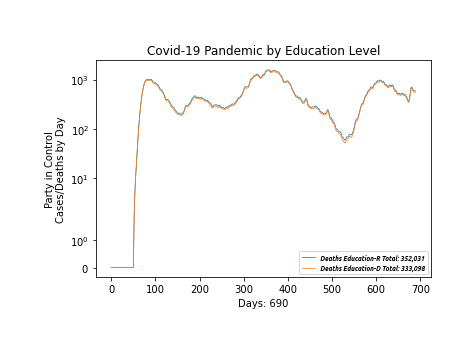 Covid-19 Pandemic by Education Level
Party in Control
Cases/Deaths by Day
10³
10²
10¹
10⁰
0
Deaths Education-R Total: 352,031
Deaths Education-D Total: 333,098
0 100 200 300 400 500 600 700
Days: 690